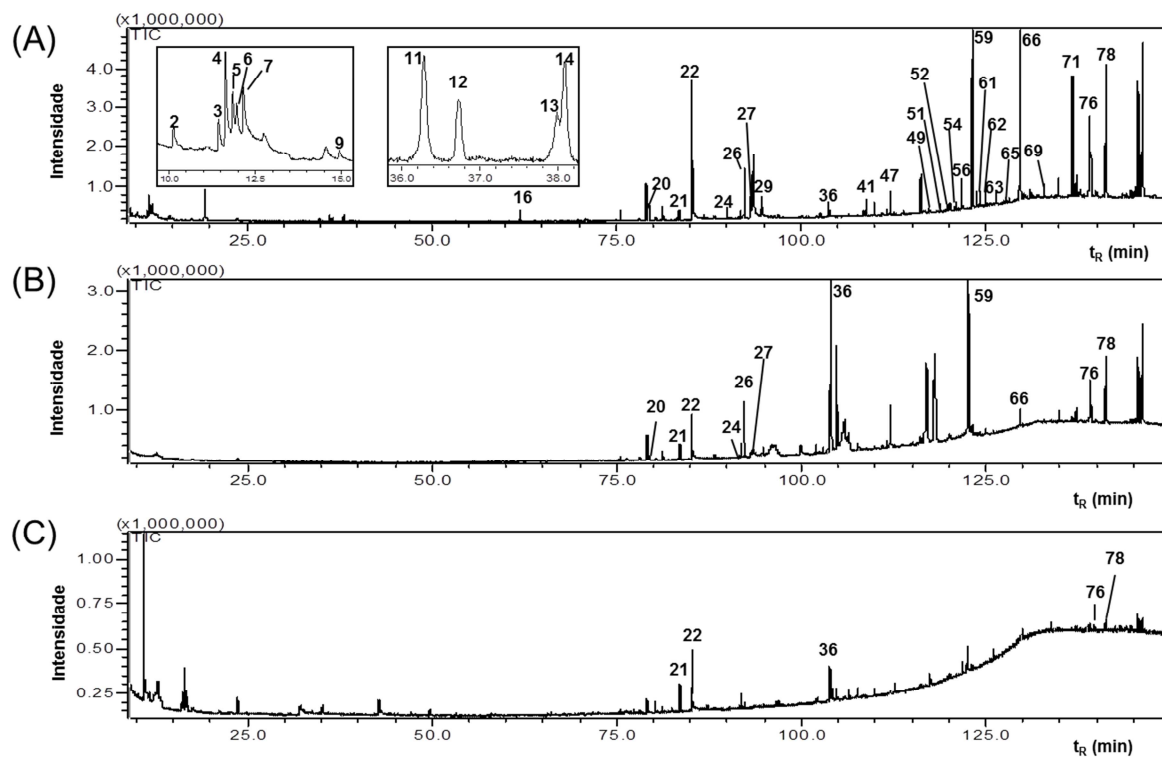 (A)
(x1,000,000)
TIC
Intensidade
4.0
3.0
2.0
1.0
2 3 4 5 6 7 9
10.0 12.5 15.0
11 12 13 14
36.0 37.0 38.0
16 20 21 22 24 26 27 29 36 41 47 49 51 52 54 56 59 61 62 63 65 66 69 71 76 78
25.0 50.0 75.0 100.0 125.0
tR (min)
(B)
(x1,000,000)
TIC
Intensidade
3.0
2.0
1.0
20 21 22 24 26 27 36 59 66 76 78
25.0 50.0 75.0 100.0 125.0
tR (min)
(C)
(x1,000,000)
TIC
Intensidade
1.00
0.75
0.50
0.25
21 22 36 76 78
25.0 50.0 75.0 100.0 125.0
tR (min)